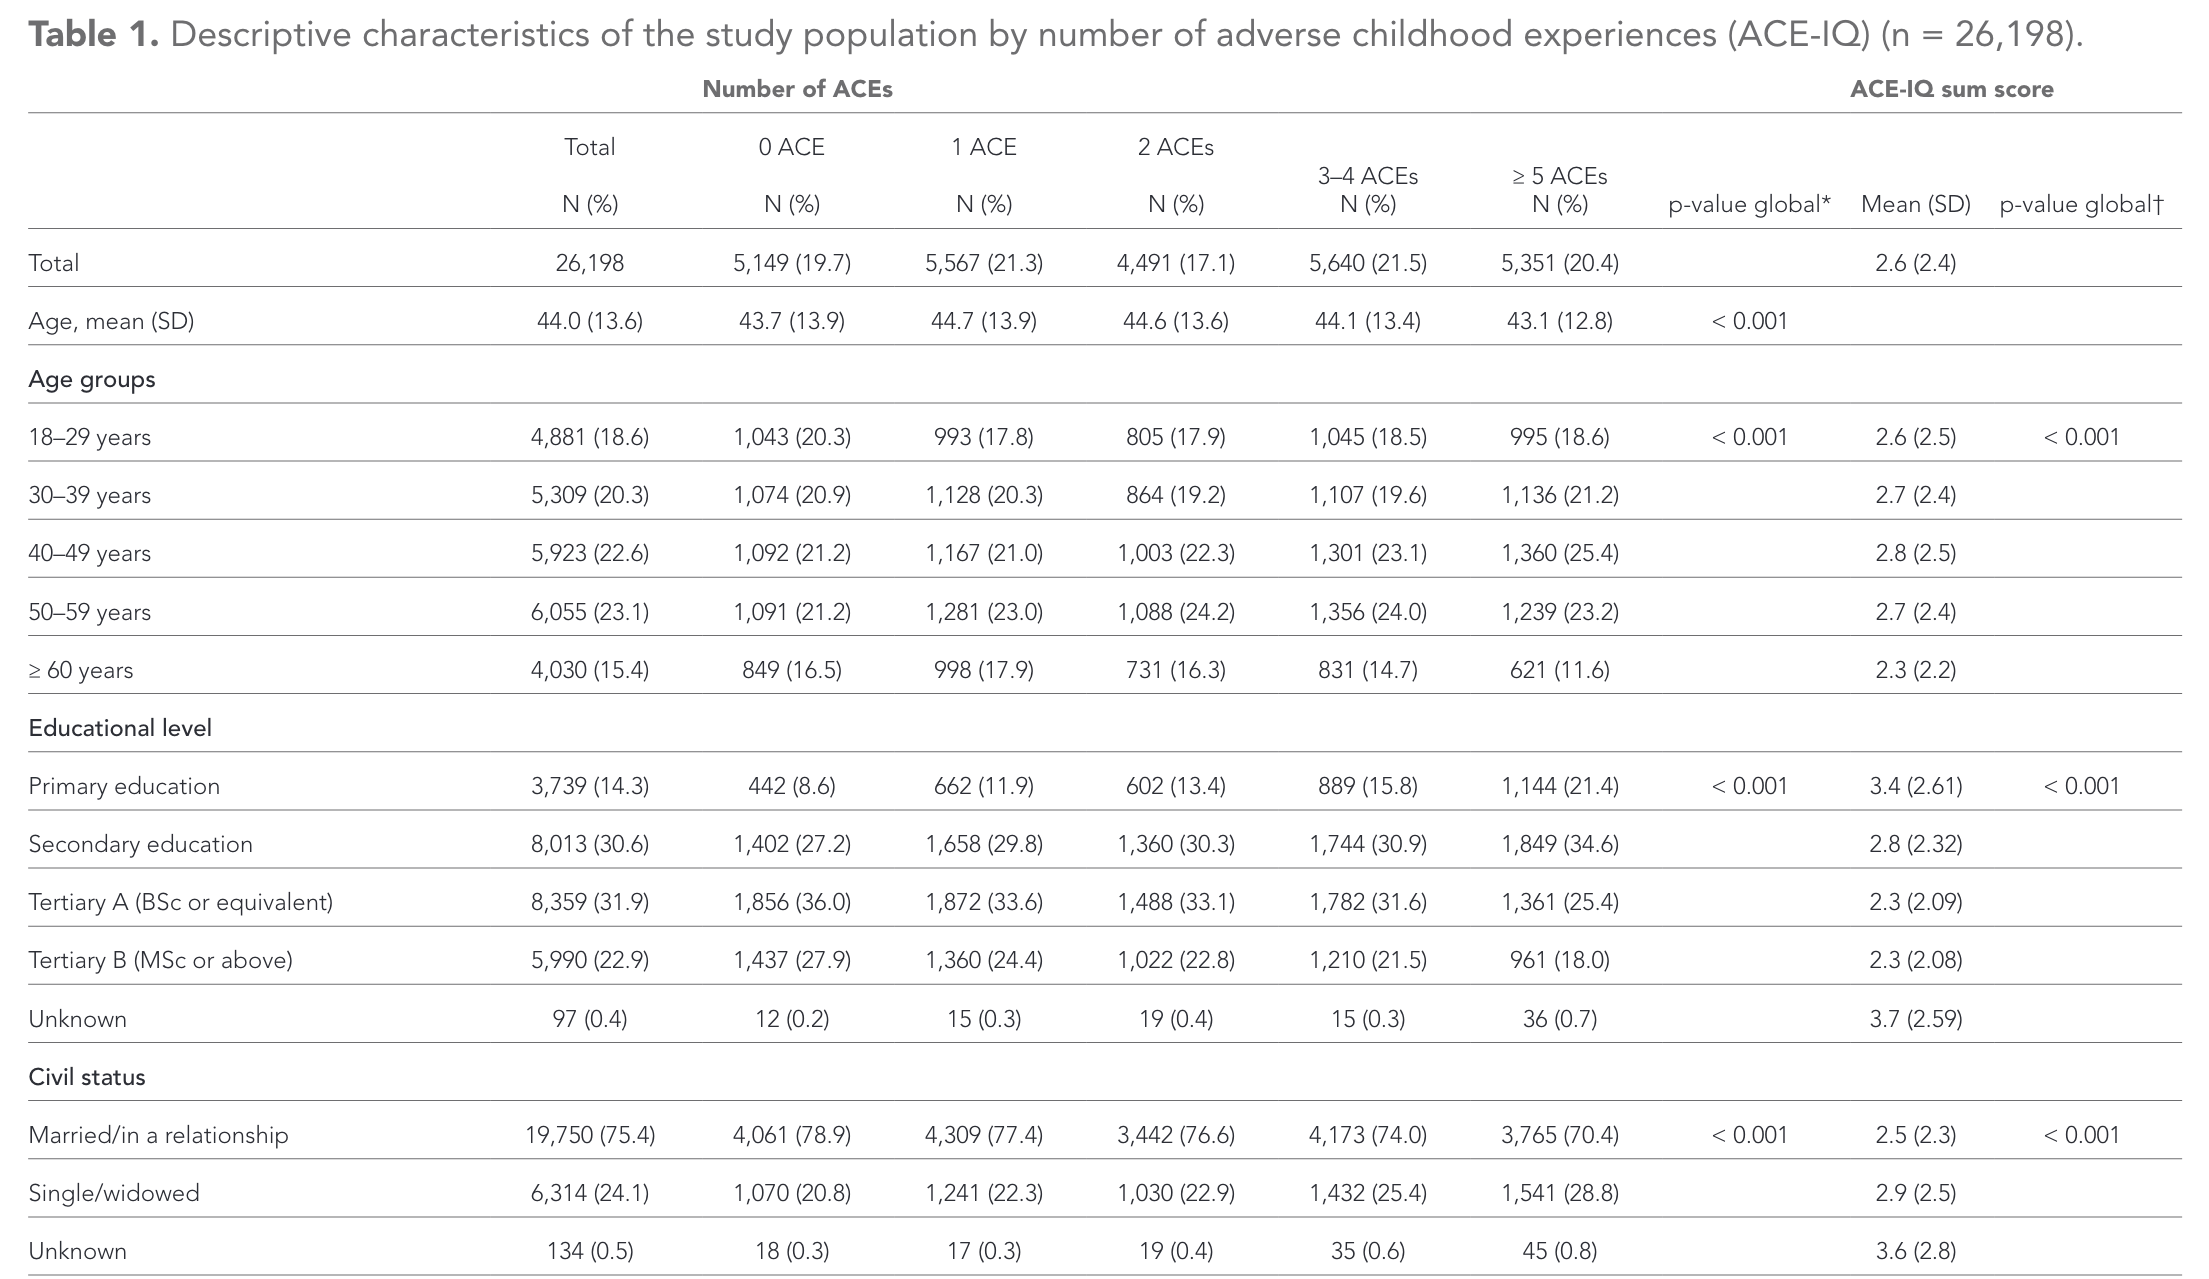 Table 1. Descriptive characteristics of the study population by number of adverse childhood experiences (ACE-IQ) (n = 26,198).
Number of ACEs ACE-IQ sum score
Total 0 ACE 1 ACE 2 ACEs
3–4 ACEs ≥ 5 ACEs
N (%) N (%) N (%) N (%) N (%) N (%) p-value global* Mean (SD) p-value global†
Total 26,198 5,149 (19.7) 5,567 (21.3) 4,491 (17.1) 5,640 (21.5) 5,351 (20.4) 2.6 (2.4)
Age, mean (SD) 44.0 (13.6) 43.7 (13.9) 44.7 (13.9) 44.6 (13.6) 44.1 (13.4) 43.1 (12.8) < 0.001
Age groups
18–29 years 4,881 (18.6) 1,043 (20.3) 993 (17.8) 805 (17.9) 1,045 (18.5) 995 (18.6) < 0.001 2.6 (2.5) < 0.001
30–39 years 5,309 (20.3) 1,074 (20.9) 1,128 (20.3) 864 (19.2) 1,107 (19.6) 1,136 (21.2) 2.7 (2.4)
40–49 years 5,923 (22.6) 1,092 (21.2) 1,167 (21.0) 1,003 (22.3) 1,301 (23.1) 1,360 (25.4) 2.8 (2.5)
50–59 years 6,055 (23.1) 1,091 (21.2) 1,281 (23.0) 1,088 (24.2) 1,356 (24.0) 1,239 (23.2) 2.7 (2.4)
≥ 60 years 4,030 (15.4) 849 (16.5) 998 (17.9) 731 (16.3) 831 (14.7) 621 (11.6) 2.3 (2.2)
Educational level
Primary education 3,739 (14.3) 442 (8.6) 662 (11.9) 602 (13.4) 889 (15.8) 1,144 (21.4) < 0.001 3.4 (2.61) < 0.001
Secondary education 8,013 (30.6) 1,402 (27.2) 1,658 (29.8) 1,360 (30.3) 1,744 (30.9) 1,849 (34.6) 2.8 (2.32)
Tertiary A (BSc or equivalent) 8,359 (31.9) 1,856 (36.0) 1,872 (33.6) 1,488 (33.1) 1,782 (31.6) 1,361 (25.4) 2.3 (2.09)
Tertiary B (MSc or above) 5,990 (22.9) 1,437 (27.9) 1,360 (24.4) 1,022 (22.8) 1,210 (21.5) 961 (18.0) 2.3 (2.08)
Unknown 97 (0.4) 12 (0.2) 15 (0.3) 19 (0.4) 15 (0.3) 36 (0.7) 3.7 (2.59)
Civil status
Married/in a relationship 19,750 (75.4) 4,061 (78.9) 4,309 (77.4) 3,442 (76.6) 4,173 (74.0) 3,765 (70.4) < 0.001 2.5 (2.3) < 0.001
Single/widowed 6,314 (24.1) 1,070 (20.8) 1,241 (22.3) 1,030 (22.9) 1,432 (25.4) 1,541 (28.8) 2.9 (2.5)
Unknown 134 (0.5) 18 (0.3) 17 (0.3) 19 (0.4) 35 (0.6) 45 (0.8) 3.6 (2.8)